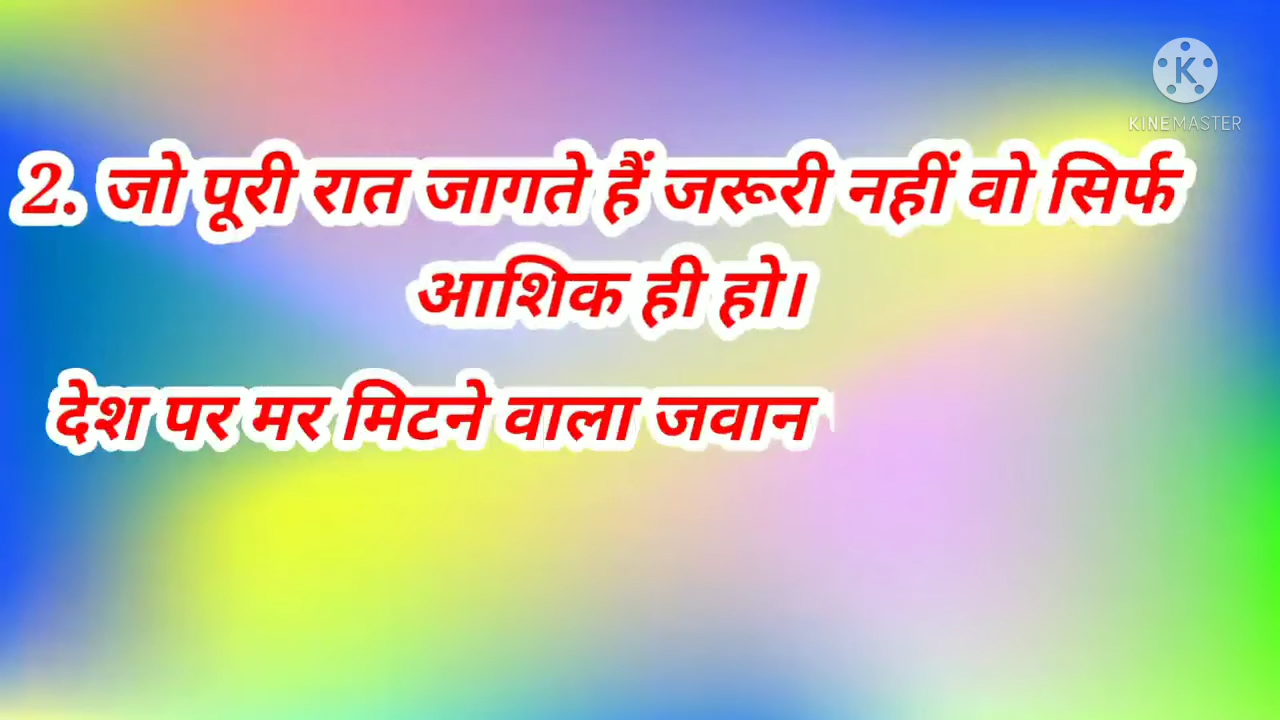 KINEMASTER
2. जो पूरी रात जागते हैं जरूरी नहीं वो सिर्फ
आशिक ही हो।
देश पर मर मिटने वाला जवान